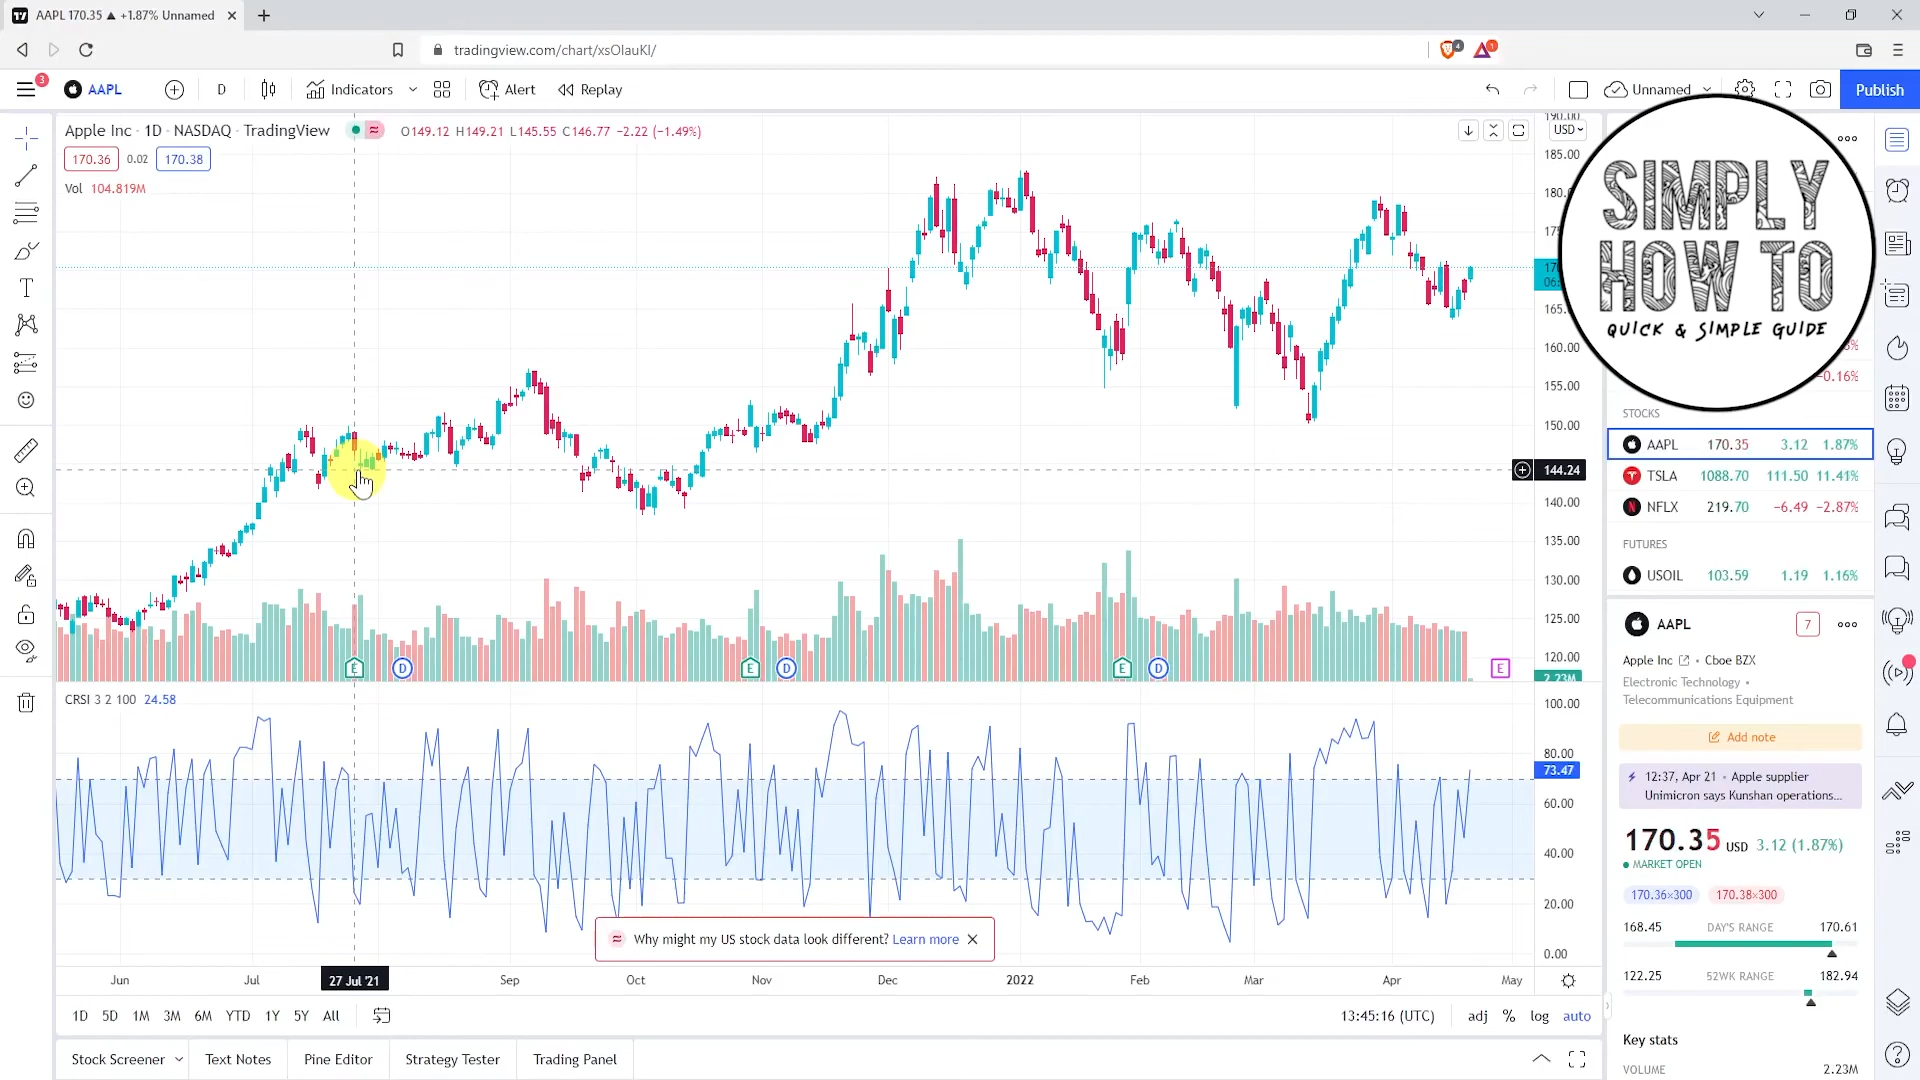 AAPL 170.35 ▲ +1.87% Unnamed
tradingview.com/chart/xsOlauKl/
4
1
3
AAPL
D
Indicators
Alert
Replay
Unnamed
Publish
Apple Inc · 1D · NASDAQ · TradingView
O149.12 H149.21 L145.55 C146.77 −2.22 (−1.49%)
170.36 0.02 170.38
Vol 104.819M
USD
185.00
165.
160.00
155.00
150.00
144.24
140.00
135.00
130.00
125.00
120.00
2.23M
SIMPLY
HOW TO
QUICK & SIMPLE GUIDE
−0.16%
STOCKS
AAPL 170.35 3.12 1.87%
TSLA 1088.70 111.50 11.41%
NFLX 219.70 −6.49 −2.87%
FUTURES
USOIL 103.59 1.19 1.16%
E D E D E D E
CRSI 3 2 100 24.58
100.00
80.00
73.47
60.00
40.00
20.00
0.00
Why might my US stock data look different? Learn more
Jun Jul 27 Jul '21 Sep Oct Nov Dec 2022 Feb Mar Apr May
1D 5D 1M 3M 6M YTD 1Y 5Y All
13:45:16 (UTC) adj % log auto
Stock Screener Text Notes Pine Editor Strategy Tester Trading Panel
AAPL
7
Apple Inc • Cboe BZX
Electronic Technology •
Telecommunications Equipment
Add note
12:37, Apr 21 • Apple supplier
Unimicron says Kunshan operations...
170.35 USD 3.12 (1.87%)
MARKET OPEN
170.36×300 170.38×300
168.45 DAY'S RANGE 170.61
122.25 52WK RANGE 182.94
Key stats
VOLUME 2.23M